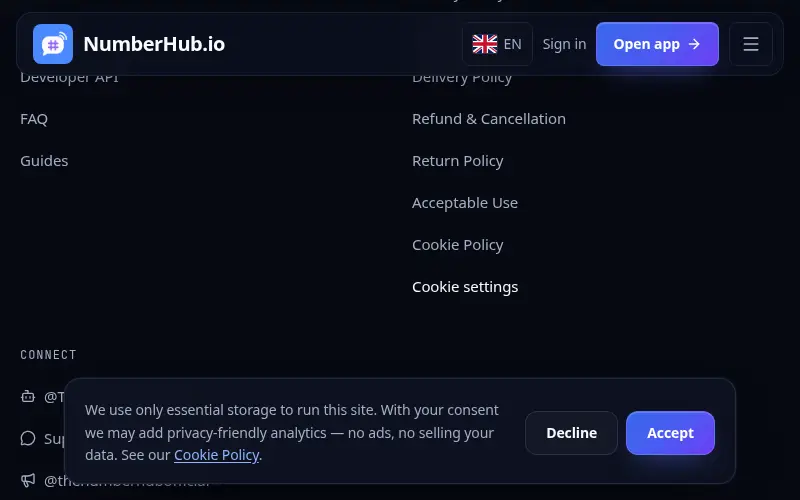 NumberHub.io
EN
Sign in
Open app
Developer API
FAQ
Guides
Delivery Policy
Refund & Cancellation
Return Policy
Acceptable Use
Cookie Policy
Cookie settings
CONNECT
We use only essential storage to run this site. With your consent
we may add privacy-friendly analytics — no ads, no selling your
data. See our Cookie Policy.
Decline
Accept